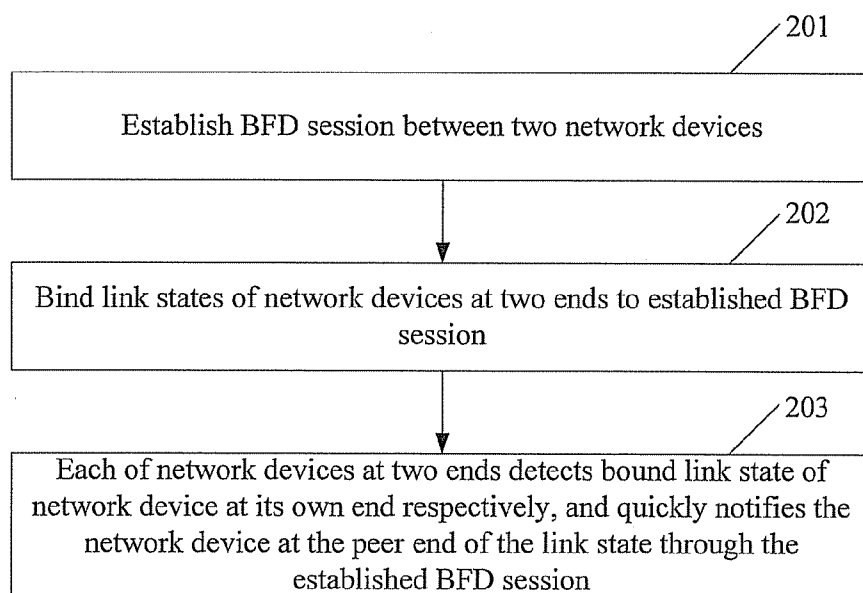 201
Establish BFD session between two network devices
202
Bind link states of network devices at two ends to established BFD
session
203
Each of network devices at two ends detects bound link state of
network device at its own end respectively, and quickly notifies the
network device at the peer end of the link state through the
established BFD session